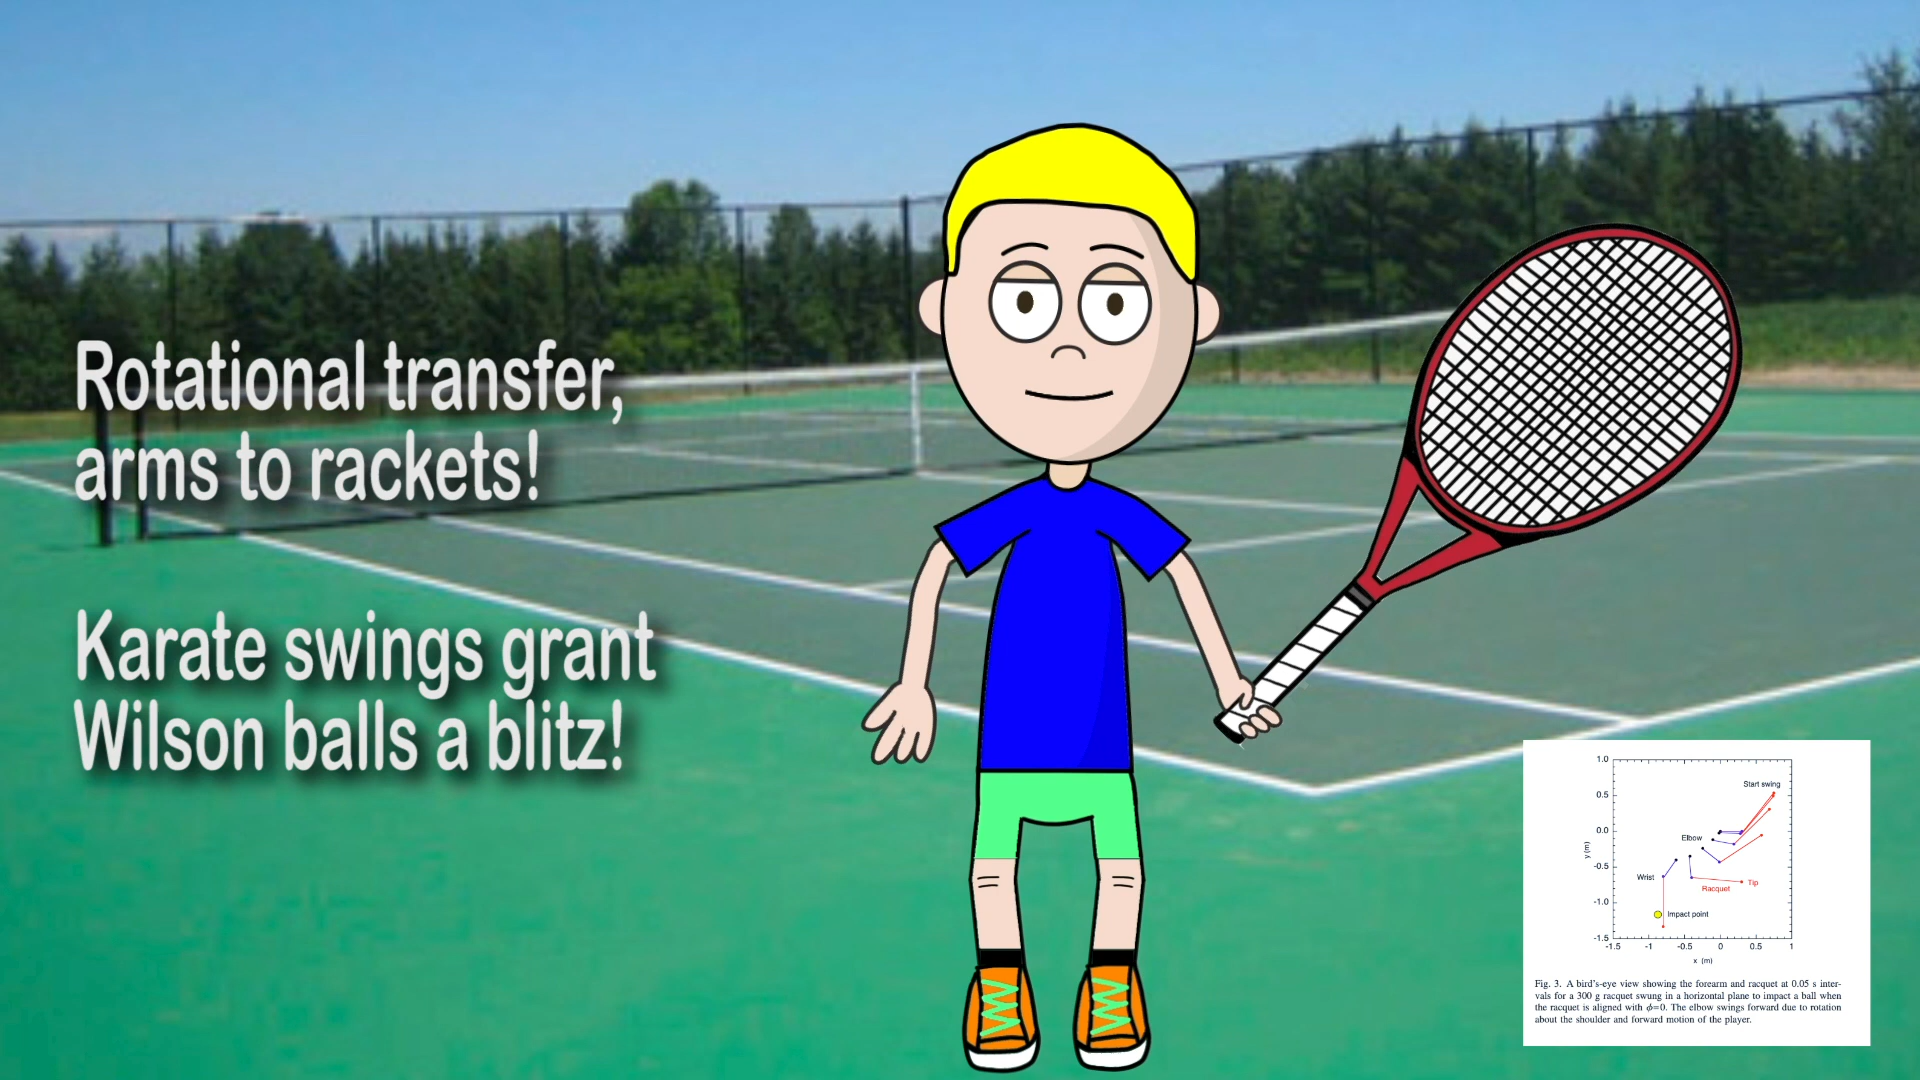 Rotational transfer,
arms to rackets!
Karate swings grant
Wilson balls a blitz!
1.0
0.5
0.0
-0.5
-1.0
-1.5
y (m)
Start swing
Elbow
Wrist
Racquet
Tip
Impact point
-1.5 -1 -0.5 0 0.5 1
x (m)
Fig. 3. A bird's-eye view showing the forearm and racquet at 0.05 s inter-
vals for a 300 g racquet swung in a horizontal plane to impact a ball when
the racquet is aligned with ϕ=0. The elbow swings forward due to rotation
about the shoulder and forward motion of the player.